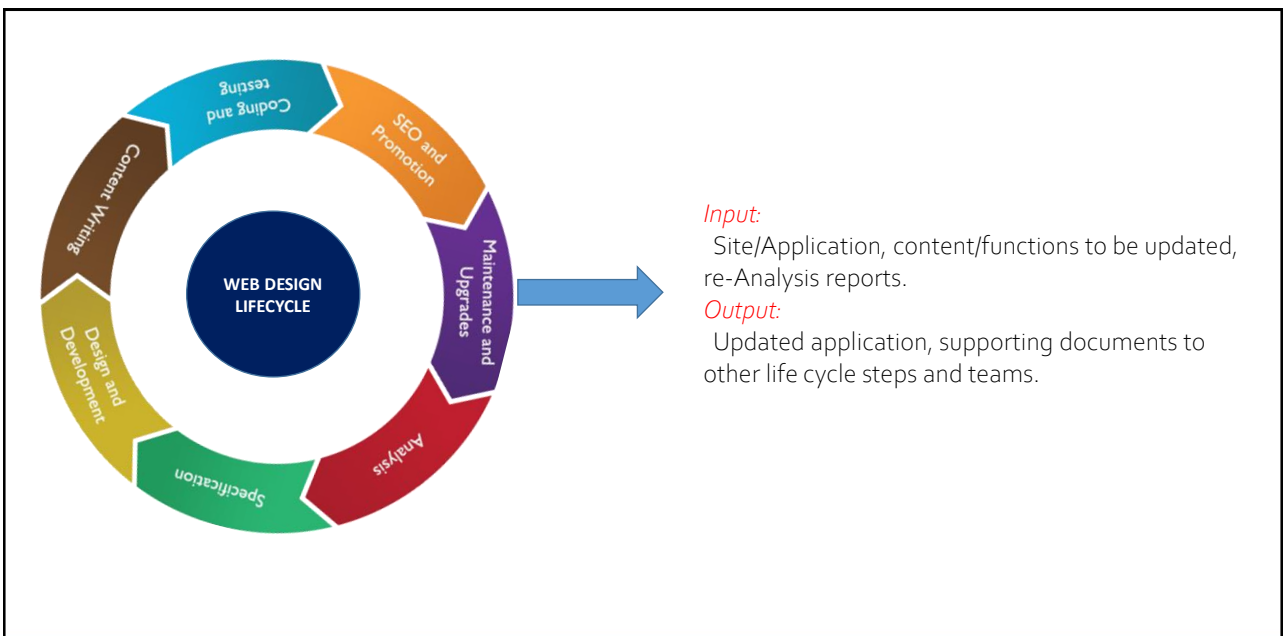 Coding and
testing
SEO and
Promotion
Maintenance and
Upgrades
Analysis
Specification
Design and
Development
Content Writing
WEB DESIGN
LIFECYCLE
Input:
Site/Application, content/functions to be updated,
re-Analysis reports.
Output:
Updated application, supporting documents to
other life cycle steps and teams.